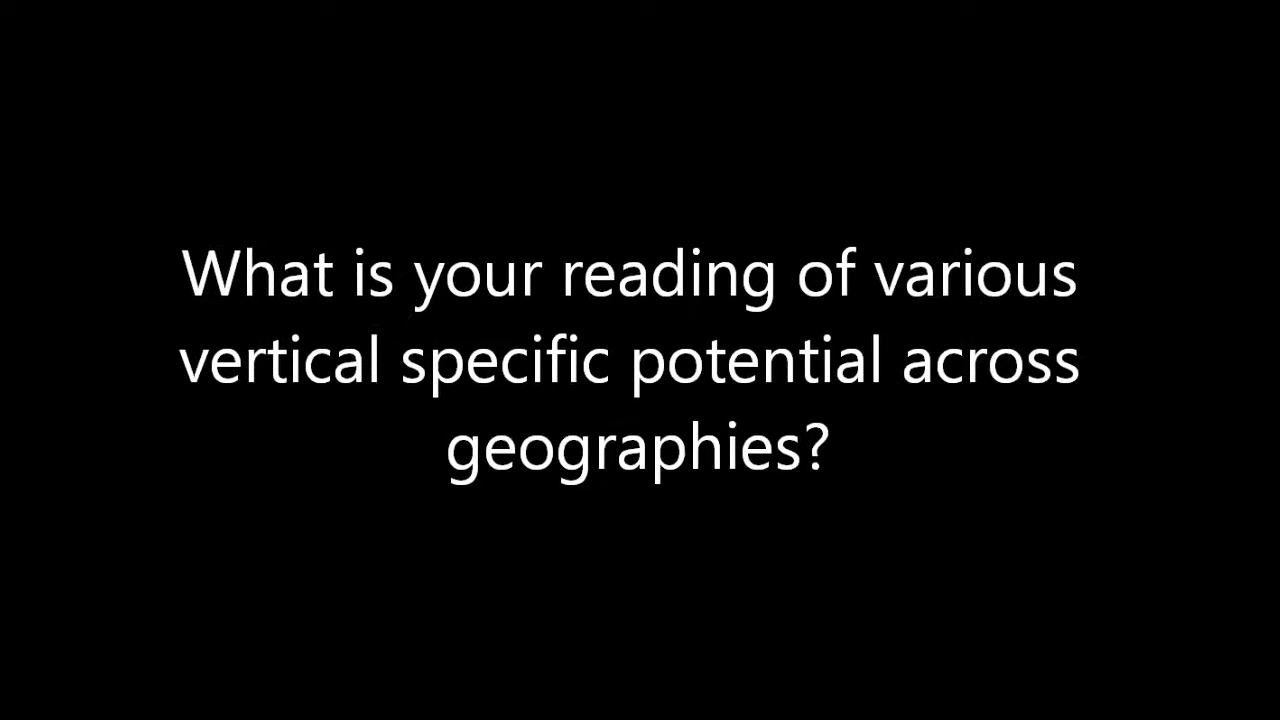 What is your reading of various
vertical specific potential across
geographies?